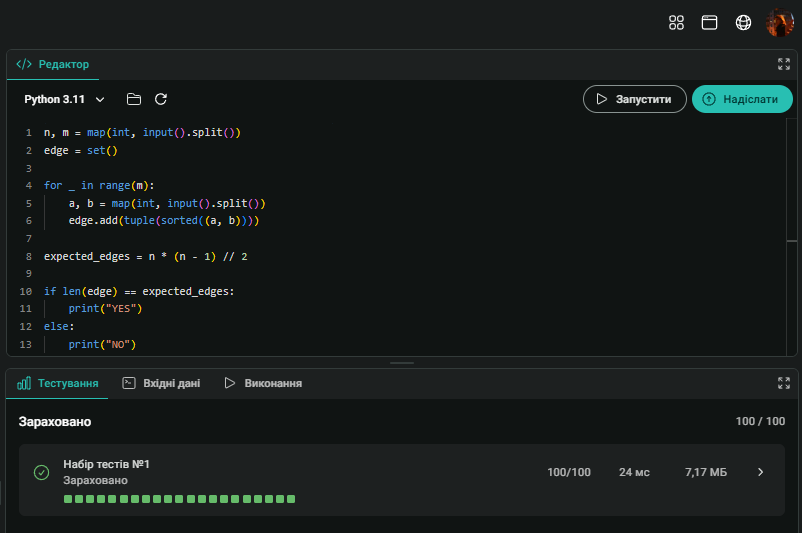 </> Редактор
Python 3.11
Запустити
Надіслати
1 n, m = map(int, input().split())
2 edge = set()
3
4 for _ in range(m):
5     a, b = map(int, input().split())
6     edge.add(tuple(sorted((a, b))))
7
8 expected_edges = n * (n - 1) // 2
9
10 if len(edge) == expected_edges:
11     print("YES")
12 else:
13     print("NO")
Тестування
Вхідні дані
Виконання
Зараховано 100 / 100
Набір тестів №1
Зараховано
100/100 24 мс 7,17 МБ